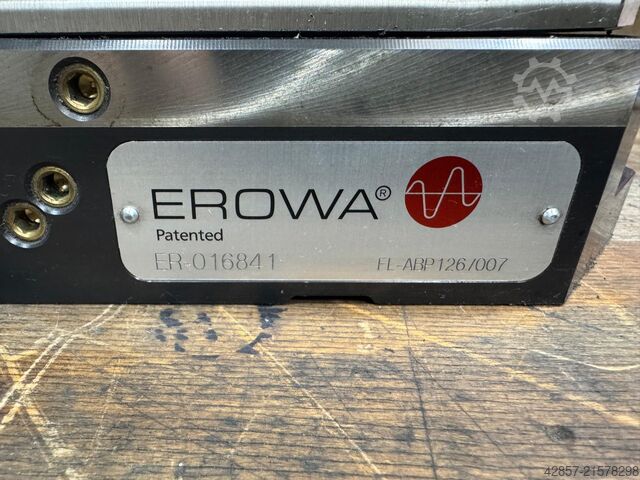 EROWA®
Patented
ER-016841 FL-ABP126/007
42857-21578298